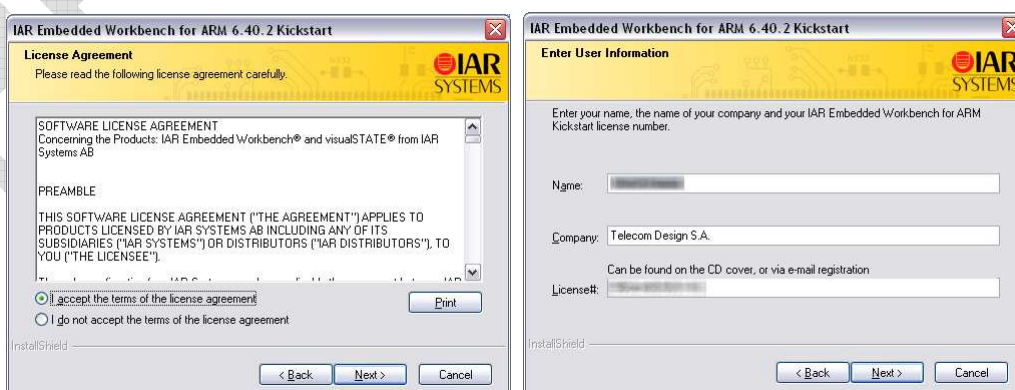 IAR Embedded Workbench for ARM 6.40.2 Kickstart
License Agreement
Please read the following license agreement carefully.
IAR
SYSTEMS
SOFTWARE LICENSE AGREEMENT
Concerning the Products: IAR Embedded Workbench® and visualSTATE® from IAR
Systems AB
PREAMBLE
THIS SOFTWARE LICENSE AGREEMENT ("THE AGREEMENT") APPLIES TO
PRODUCTS LICENSED BY IAR SYSTEMS AB INCLUDING ANY OF ITS
SUBSIDIARIES ("IAR SYSTEMS") OR DISTRIBUTORS ("IAR DISTRIBUTORS"), TO
YOU ("THE LICENSEE").
I accept the terms of the license agreement
Print
I do not accept the terms of the license agreement
InstallShield
< Back
Next >
Cancel
IAR Embedded Workbench for ARM 6.40.2 Kickstart
Enter User Information
IAR
SYSTEMS
Enter your name, the name of your company and your IAR Embedded Workbench for ARM
Kickstart license number.
Name:
Company: Telecom Design S.A.
Can be found on the CD cover, or via e-mail registration
License#:
InstallShield
< Back
Next >
Cancel